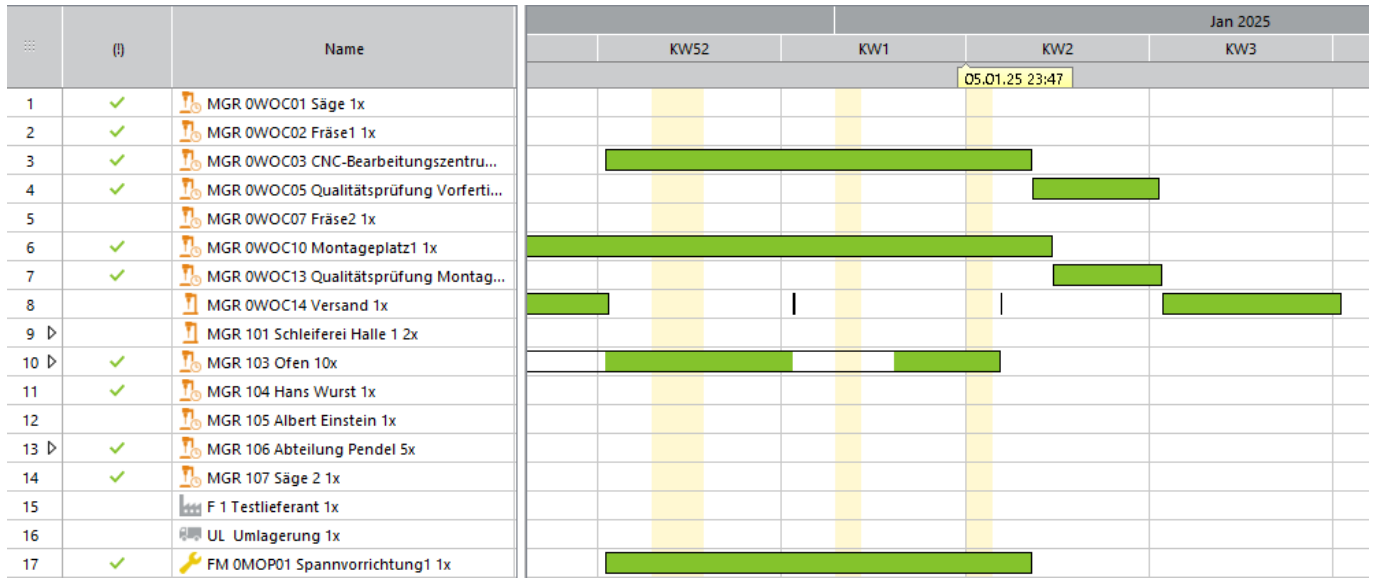 Jan 2025
(!) Name KW52 KW1 KW2 KW3
05.01.25 23:47
1 MGR 0WOC01 Säge 1x
2 MGR 0WOC02 Fräse1 1x
3 MGR 0WOC03 CNC-Bearbeitungszentru...
4 MGR 0WOC05 Qualitätsprüfung Vorferti...
5 MGR 0WOC07 Fräse2 1x
6 MGR 0WOC10 Montageplatz1 1x
7 MGR 0WOC13 Qualitätsprüfung Montag...
8 MGR 0WOC14 Versand 1x
9 MGR 101 Schleiferei Halle 1 2x
10 MGR 103 Ofen 10x
11 MGR 104 Hans Wurst 1x
12 MGR 105 Albert Einstein 1x
13 MGR 106 Abteilung Pendel 5x
14 MGR 107 Säge 2 1x
15 F 1 Testlieferant 1x
16 UL Umlagerung 1x
17 FM 0MOP01 Spannvorrichtung1 1x